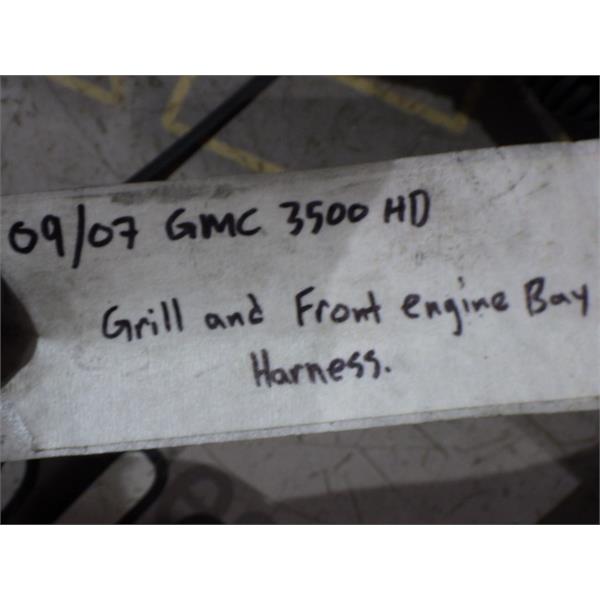 09/07 GMC 3500 HD
Grill and Front engine Bay
Harness.